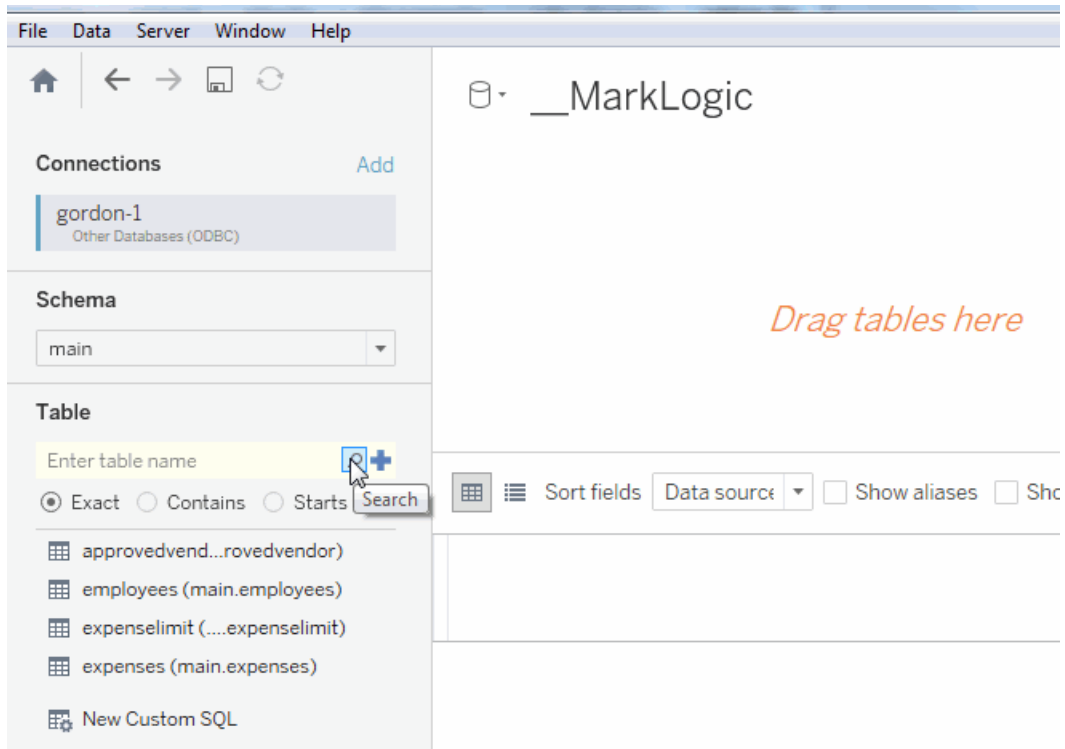 File Data Server Window Help
__MarkLogic
Connections Add
gordon-1
Other Databases (ODBC)
Schema
main
Drag tables here
Table
Enter table name
Exact Contains Starts
Search
Sort fields Data source Show aliases
approvedvend...rovedvendor)
employees (main.employees)
expenselimit (....expenselimit)
expenses (main.expenses)
New Custom SQL